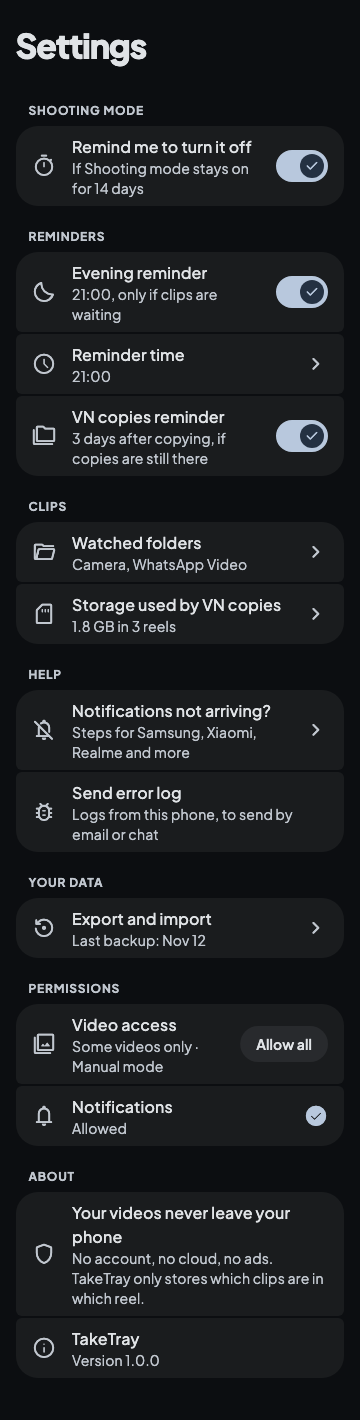 Settings
SHOOTING MODE
Remind me to turn it off
If Shooting mode stays on
for 14 days
REMINDERS
Evening reminder
21:00, only if clips are
waiting
Reminder time
21:00
VN copies reminder
3 days after copying, if
copies are still there
CLIPS
Watched folders
Camera, WhatsApp Video
Storage used by VN copies
1.8 GB in 3 reels
HELP
Notifications not arriving?
Steps for Samsung, Xiaomi,
Realme and more
Send error log
Logs from this phone, to send by
email or chat
YOUR DATA
Export and import
Last backup: Nov 12
PERMISSIONS
Video access
Some videos only ·
Manual mode
Allow all
Notifications
Allowed
ABOUT
Your videos never leave your
phone
No account, no cloud, no ads.
TakeTray only stores which clips are in
which reel.
TakeTray
Version 1.0.0